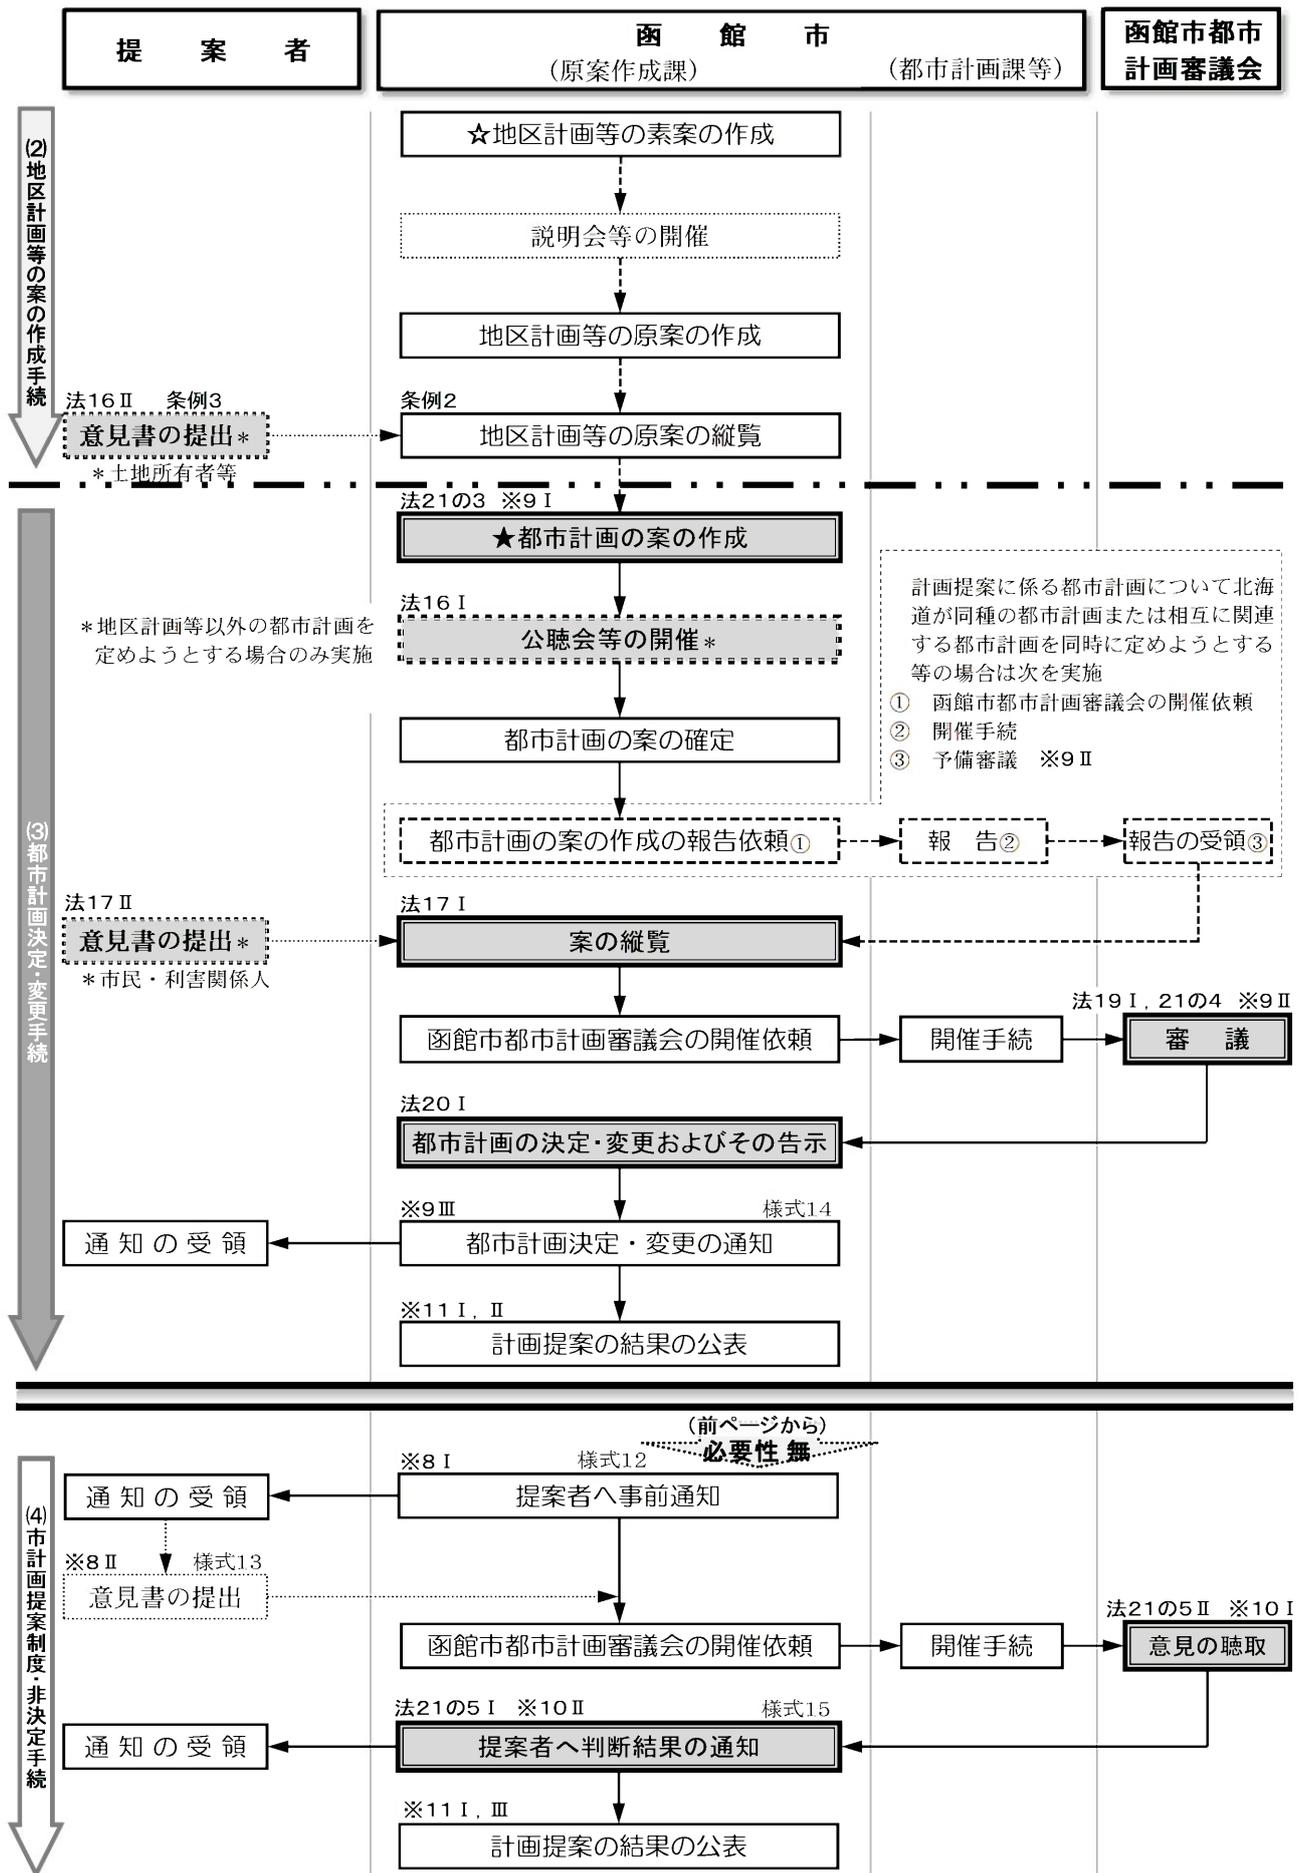 提案者
函館市
(原案作成課)
(都市計画課等)
函館市都市
計画審議会
(2)地区計画等の案の作成手続
☆地区計画等の素案の作成
説明会等の開催
地区計画等の原案の作成
法16Ⅱ 条例3
意見書の提出*
*土地所有者等
条例2
地区計画等の原案の縦覧
(3)都市計画決定・変更手続
法21の3 ※9Ⅰ
★都市計画の案の作成
法16Ⅰ
公聴会等の開催*
*地区計画等以外の都市計画を
定めようとする場合のみ実施
都市計画の案の確定
計画提案に係る都市計画について北海
道が同種の都市計画または相互に関連
する都市計画を同時に定めようとする
等の場合は次を実施
① 函館市都市計画審議会の開催依頼
② 開催手続
③ 予備審議 ※9Ⅱ
都市計画の案の作成の報告依頼①
報 告②
報告の受領③
法17Ⅱ
意見書の提出*
*市民・利害関係人
法17Ⅰ
案の縦覧
函館市都市計画審議会の開催依頼
開催手続
法19Ⅰ,21の4 ※9Ⅱ
審 議
法20Ⅰ
都市計画の決定・変更およびその告示
※9Ⅲ 様式14
都市計画決定・変更の通知
通知の受領
※11Ⅰ,Ⅱ
計画提案の結果の公表
(前ページから)
必要性 無
(4)市計画提案制度・非決定手続
※8Ⅰ 様式12
提案者へ事前通知
通知の受領
※8Ⅱ 様式13
意見書の提出
函館市都市計画審議会の開催依頼
開催手続
法21の5Ⅱ ※10Ⅰ
意見の聴取
法21の5Ⅰ ※10Ⅱ 様式15
提案者へ判断結果の通知
通知の受領
※11Ⅰ,Ⅲ
計画提案の結果の公表